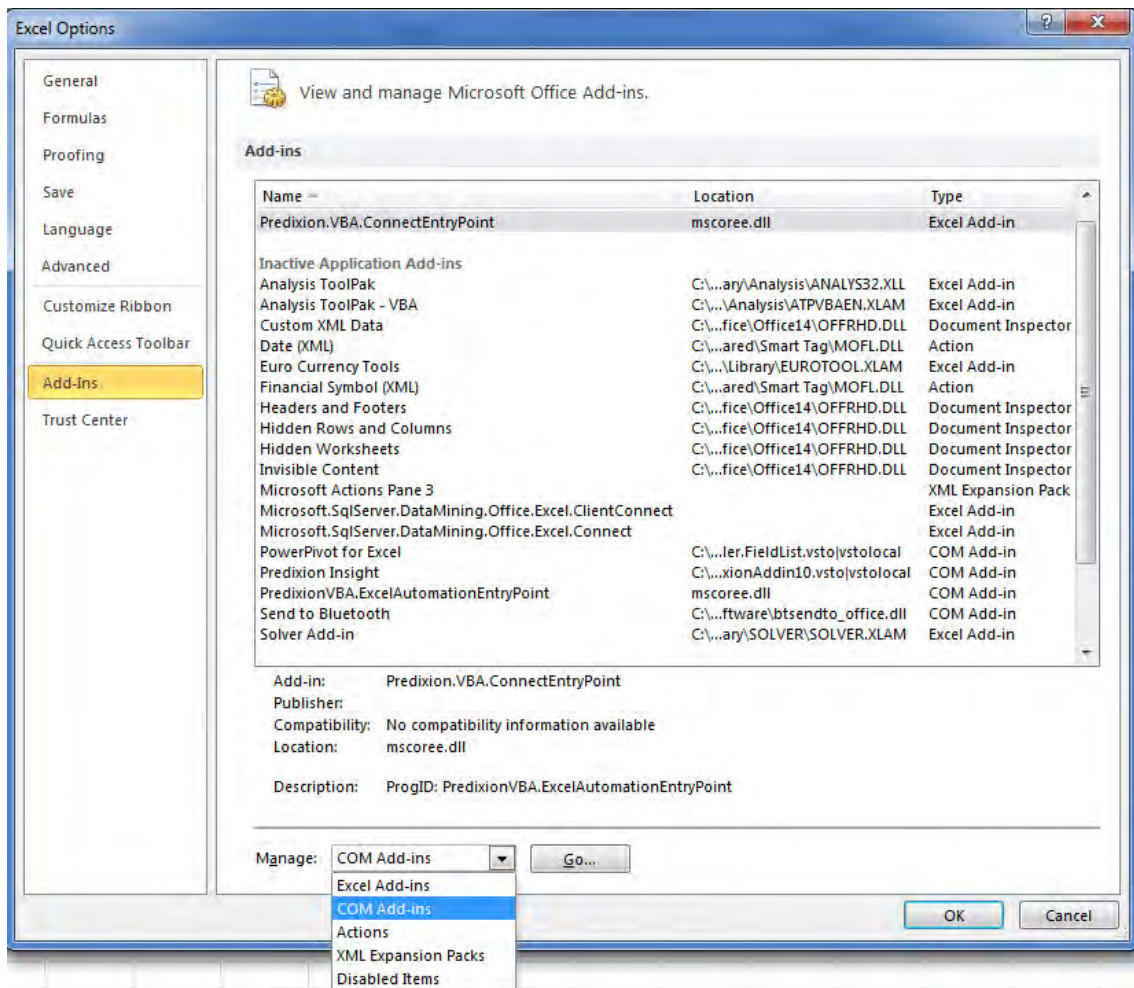 Excel Options
General
Formulas
Proofing
Save
Language
Advanced
Customize Ribbon
Quick Access Toolbar
Add-Ins
Trust Center
View and manage Microsoft Office Add-ins.
Add-ins
Name Location Type
Predixion.VBA.ConnectEntryPoint mscoree.dll Excel Add-in
Inactive Application Add-ins
Analysis ToolPak C:\...ary\Analysis\ANALYS32.XLL Excel Add-in
Analysis ToolPak - VBA C:\...\Analysis\ATPVBAEN.XLAM Excel Add-in
Custom XML Data C:\...fice\Office14\OFFRHD.DLL Document Inspector
Date (XML) C:\...ared\Smart Tag\MOFL.DLL Action
Euro Currency Tools C:\...\Library\EUROTOOL.XLAM Excel Add-in
Financial Symbol (XML) C:\...ared\Smart Tag\MOFL.DLL Action
Headers and Footers C:\...fice\Office14\OFFRHD.DLL Document Inspector
Hidden Rows and Columns C:\...fice\Office14\OFFRHD.DLL Document Inspector
Hidden Worksheets C:\...fice\Office14\OFFRHD.DLL Document Inspector
Invisible Content C:\...fice\Office14\OFFRHD.DLL Document Inspector
Microsoft Actions Pane 3 XML Expansion Pack
Microsoft.SqlServer.DataMining.Office.Excel.ClientConnect Excel Add-in
Microsoft.SqlServer.DataMining.Office.Excel.Connect Excel Add-in
PowerPivot for Excel C:\...ler.FieldList.vsto|vstolocal COM Add-in
Predixion Insight C:\...xionAddin10.vsto|vstolocal COM Add-in
PredixionVBA.ExcelAutomationEntryPoint mscoree.dll COM Add-in
Send to Bluetooth C:\...ftware\btsendto_office.dll COM Add-in
Solver Add-in C:\...ary\SOLVER\SOLVER.XLAM Excel Add-in
Add-in: Predixion.VBA.ConnectEntryPoint
Publisher:
Compatibility: No compatibility information available
Location: mscoree.dll
Description: ProgID: PredixionVBA.ExcelAutomationEntryPoint
Manage: COM Add-ins Go...
Excel Add-ins
COM Add-ins
Actions
XML Expansion Packs
Disabled Items
OK Cancel